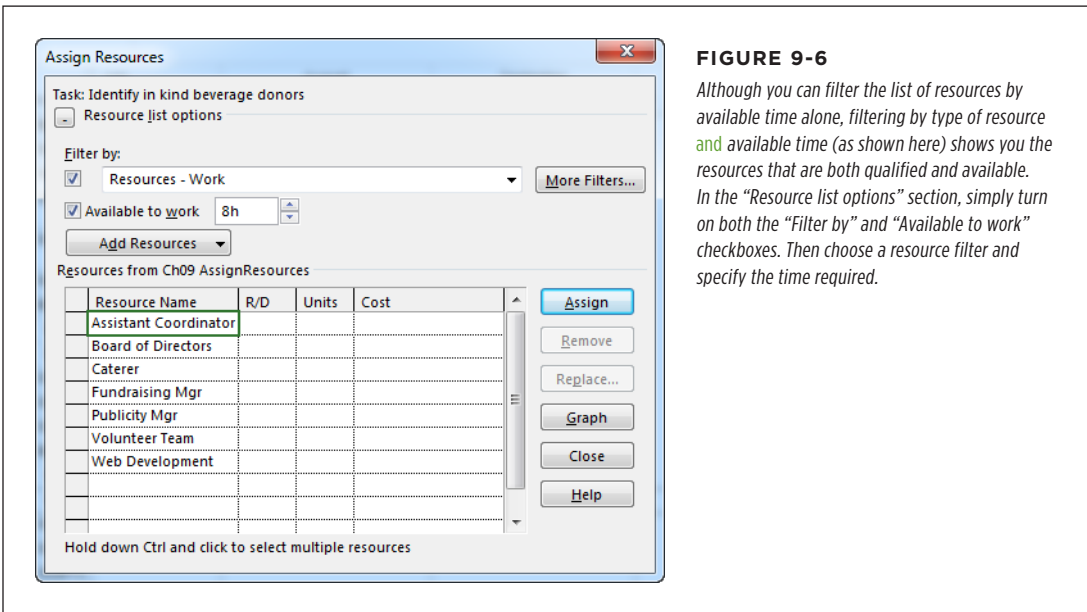 Assign Resources
X
Task: Identify in kind beverage donors
- Resource list options
Filter by:
Resources - Work
More Filters...
Available to work 8h
Add Resources
Resources from Ch09 AssignResources
Resource Name R/D Units Cost
Assistant Coordinator
Board of Directors
Caterer
Fundraising Mgr
Publicity Mgr
Volunteer Team
Web Development
Assign
Remove
Replace...
Graph
Close
Help
Hold down Ctrl and click to select multiple resources
FIGURE 9-6
Although you can filter the list of resources by
available time alone, filtering by type of resource
and available time (as shown here) shows you the
resources that are both qualified and available.
In the “Resource list options” section, simply turn
on both the “Filter by” and “Available to work”
checkboxes. Then choose a resource filter and
specify the time required.